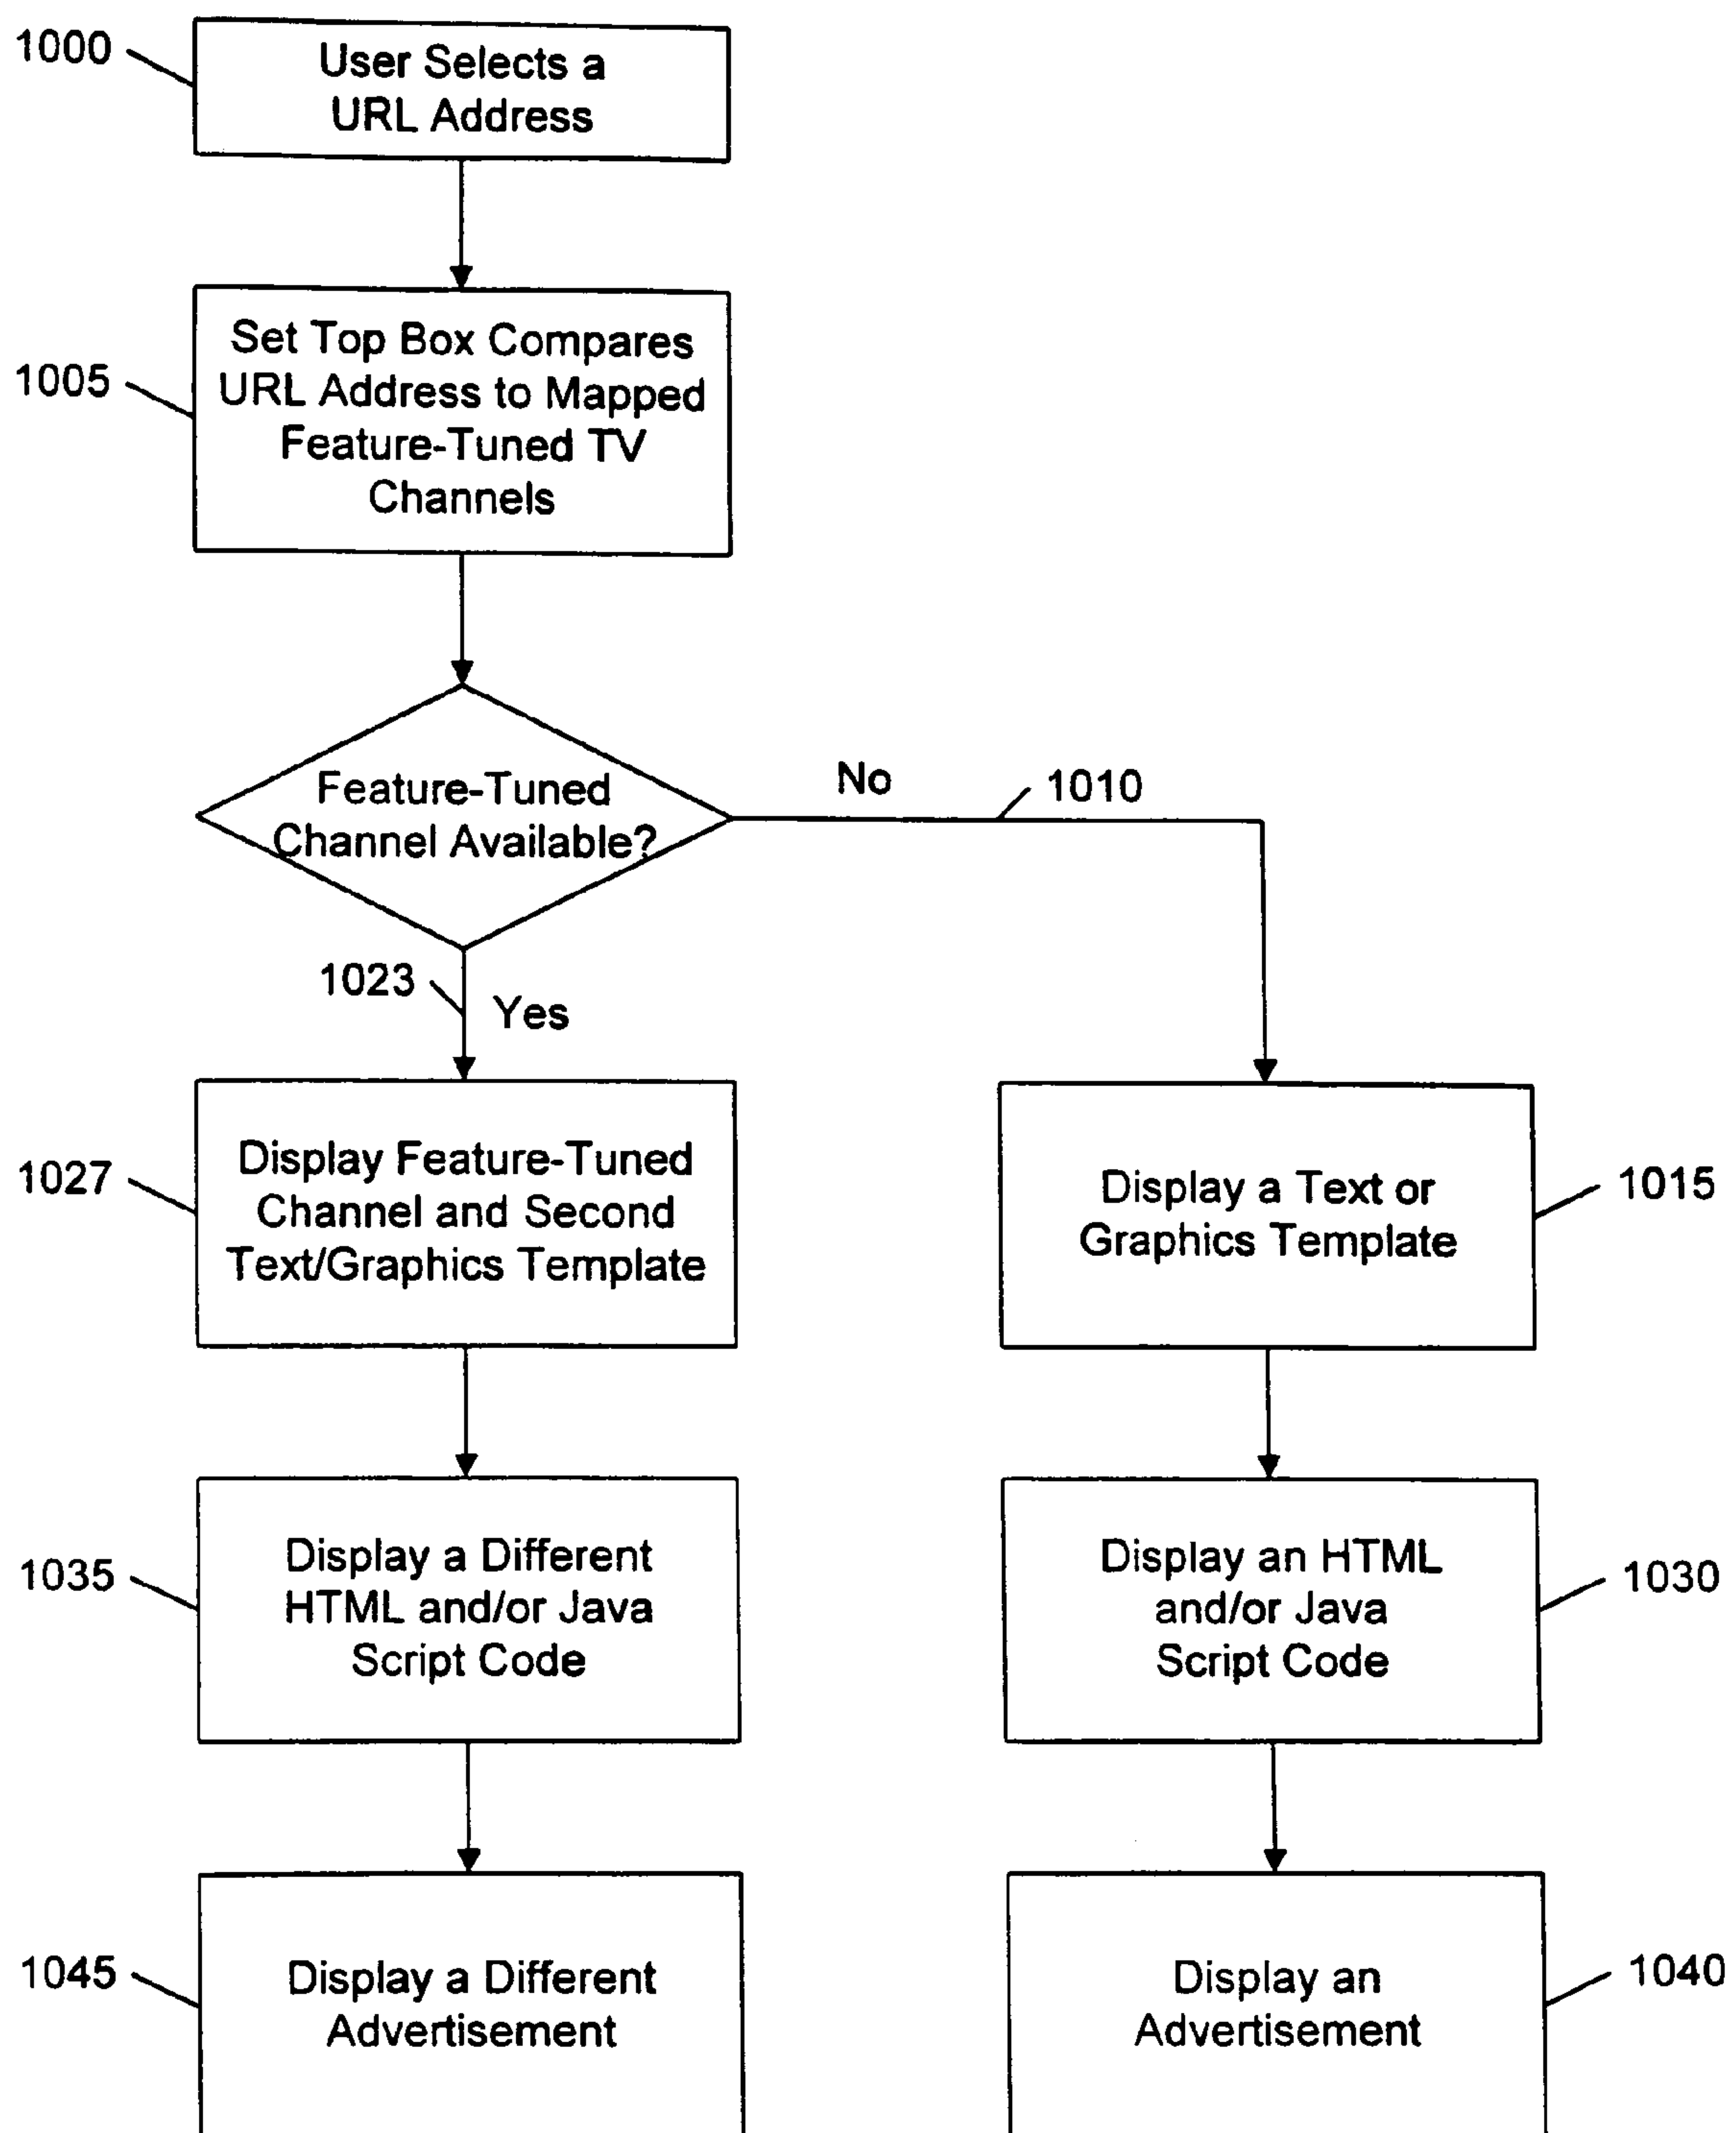 1000
User Selects a
URL Address
1005
Set Top Box Compares
URL Address to Mapped
Feature-Tuned TV
Channels
Feature-Tuned
Channel Available?
No
1010
1023
Yes
1027
Display Feature-Tuned
Channel and Second
Text/Graphics Template
Display a Text or
Graphics Template
1015
1035
Display a Different
HTML and/or Java
Script Code
Display an HTML
and/or Java
Script Code
1030
1045
Display a Different
Advertisement
Display an
Advertisement
1040